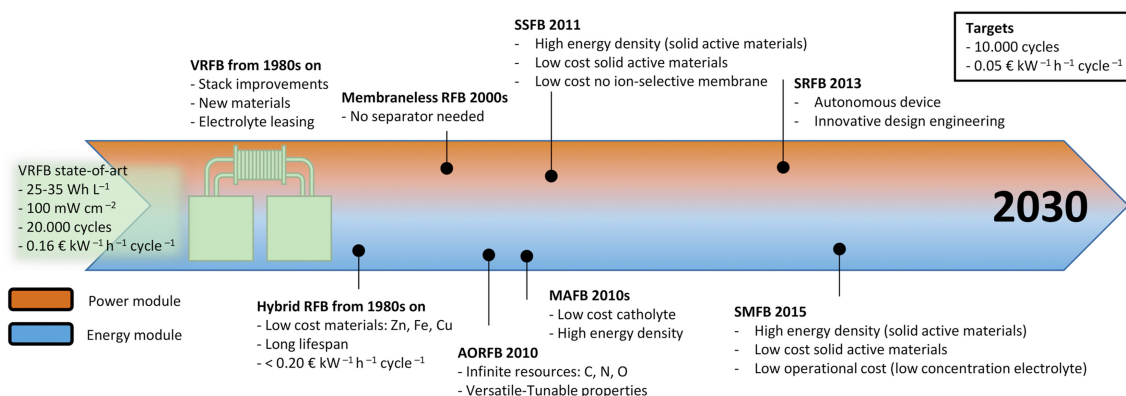 SSFB 2011
- High energy density (solid active materials)
- Low cost solid active materials
- Low cost no ion-selective membrane
Targets
- 10.000 cycles
- 0.05 € kW⁻¹ h⁻¹ cycle⁻¹
VRFB from 1980s on
- Stack improvements
- New materials
- Electrolyte leasing
Membraneless RFB 2000s
- No separator needed
SRFB 2013
- Autonomous device
- Innovative design engineering
VRFB state-of-art
- 25-35 Wh L⁻¹
- 100 mW cm⁻²
- 20.000 cycles
- 0.16 € kW⁻¹ h⁻¹ cycle⁻¹
2030
Power module
Energy module
Hybrid RFB from 1980s on
- Low cost materials: Zn, Fe, Cu
- Long lifespan
- < 0.20 € kW⁻¹ h⁻¹ cycle⁻¹
AORFB 2010
- Infinite resources: C, N, O
- Versatile-Tunable properties
MAFB 2010s
- Low cost catholyte
- High energy density
SMFB 2015
- High energy density (solid active materials)
- Low cost solid active materials
- Low operational cost (low concentration electrolyte)